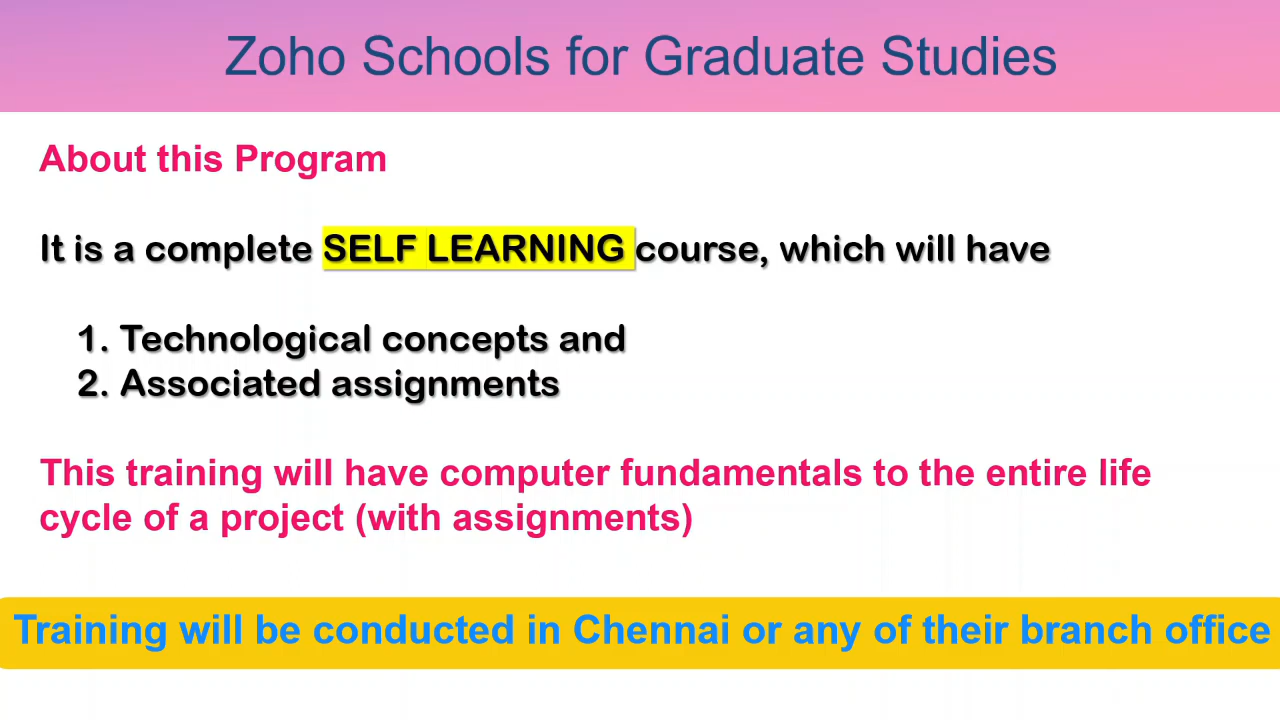 Zoho Schools for Graduate Studies
About this Program
It is a complete SELF LEARNING course, which will have
1. Technological concepts and
2. Associated assignments
This training will have computer fundamentals to the entire life
cycle of a project (with assignments)
Training will be conducted in Chennai or any of their branch office